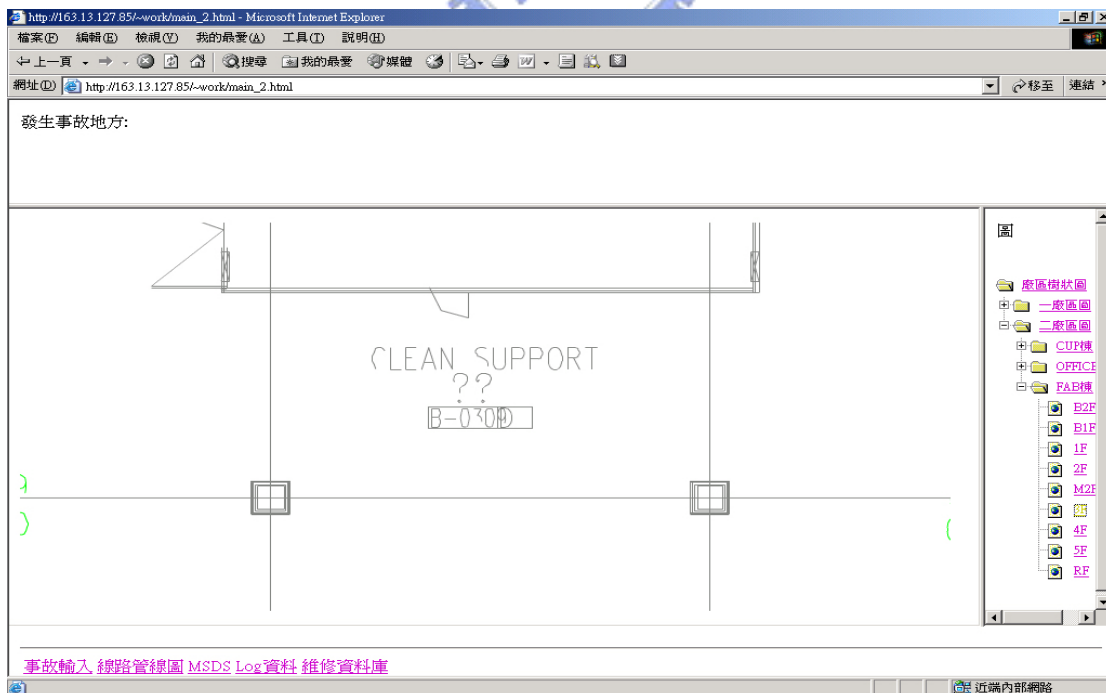 http://163.13.127.85/~work/main_2.html - Microsoft Internet Explorer
檔案(F) 編輯(E) 檢視(V) 我的最愛(A) 工具(T) 說明(H)
上一頁 搜尋 我的最愛 媒體
網址(D) http://163.13.127.85/~work/main_2.html 移至 連結
發生事故地方:
CLEAN SUPPORT
??
圖
廠區樹狀圖
一廠區圖
二廠區圖
CUP棟
OFFICE
FAB棟
B2F
B1F
1F
2F
M2F
3F
4F
5F
RF
事故輸入 線路管線圖 MSDS Log資料 維修資料庫
近端內部網路